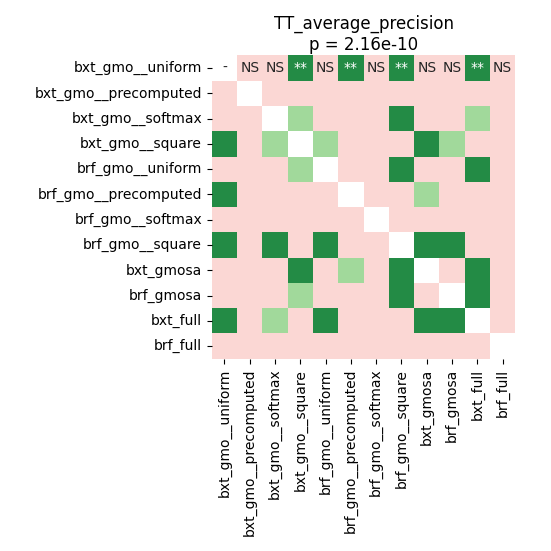 TT_average_precision
p = 2.16e-10
bxt_gmo__uniform - NS NS ** NS ** NS ** NS NS ** NS
bxt_gmo__precomputed
bxt_gmo__softmax
bxt_gmo__square
brf_gmo__uniform
brf_gmo__precomputed
brf_gmo__softmax
brf_gmo__square
bxt_gmosa
brf_gmosa
bxt_full
brf_full
bxt_gmo__uniform
bxt_gmo__precomputed
bxt_gmo__softmax
bxt_gmo__square
brf_gmo__uniform
brf_gmo__precomputed
brf_gmo__softmax
brf_gmo__square
bxt_gmosa
brf_gmosa
bxt_full
brf_full